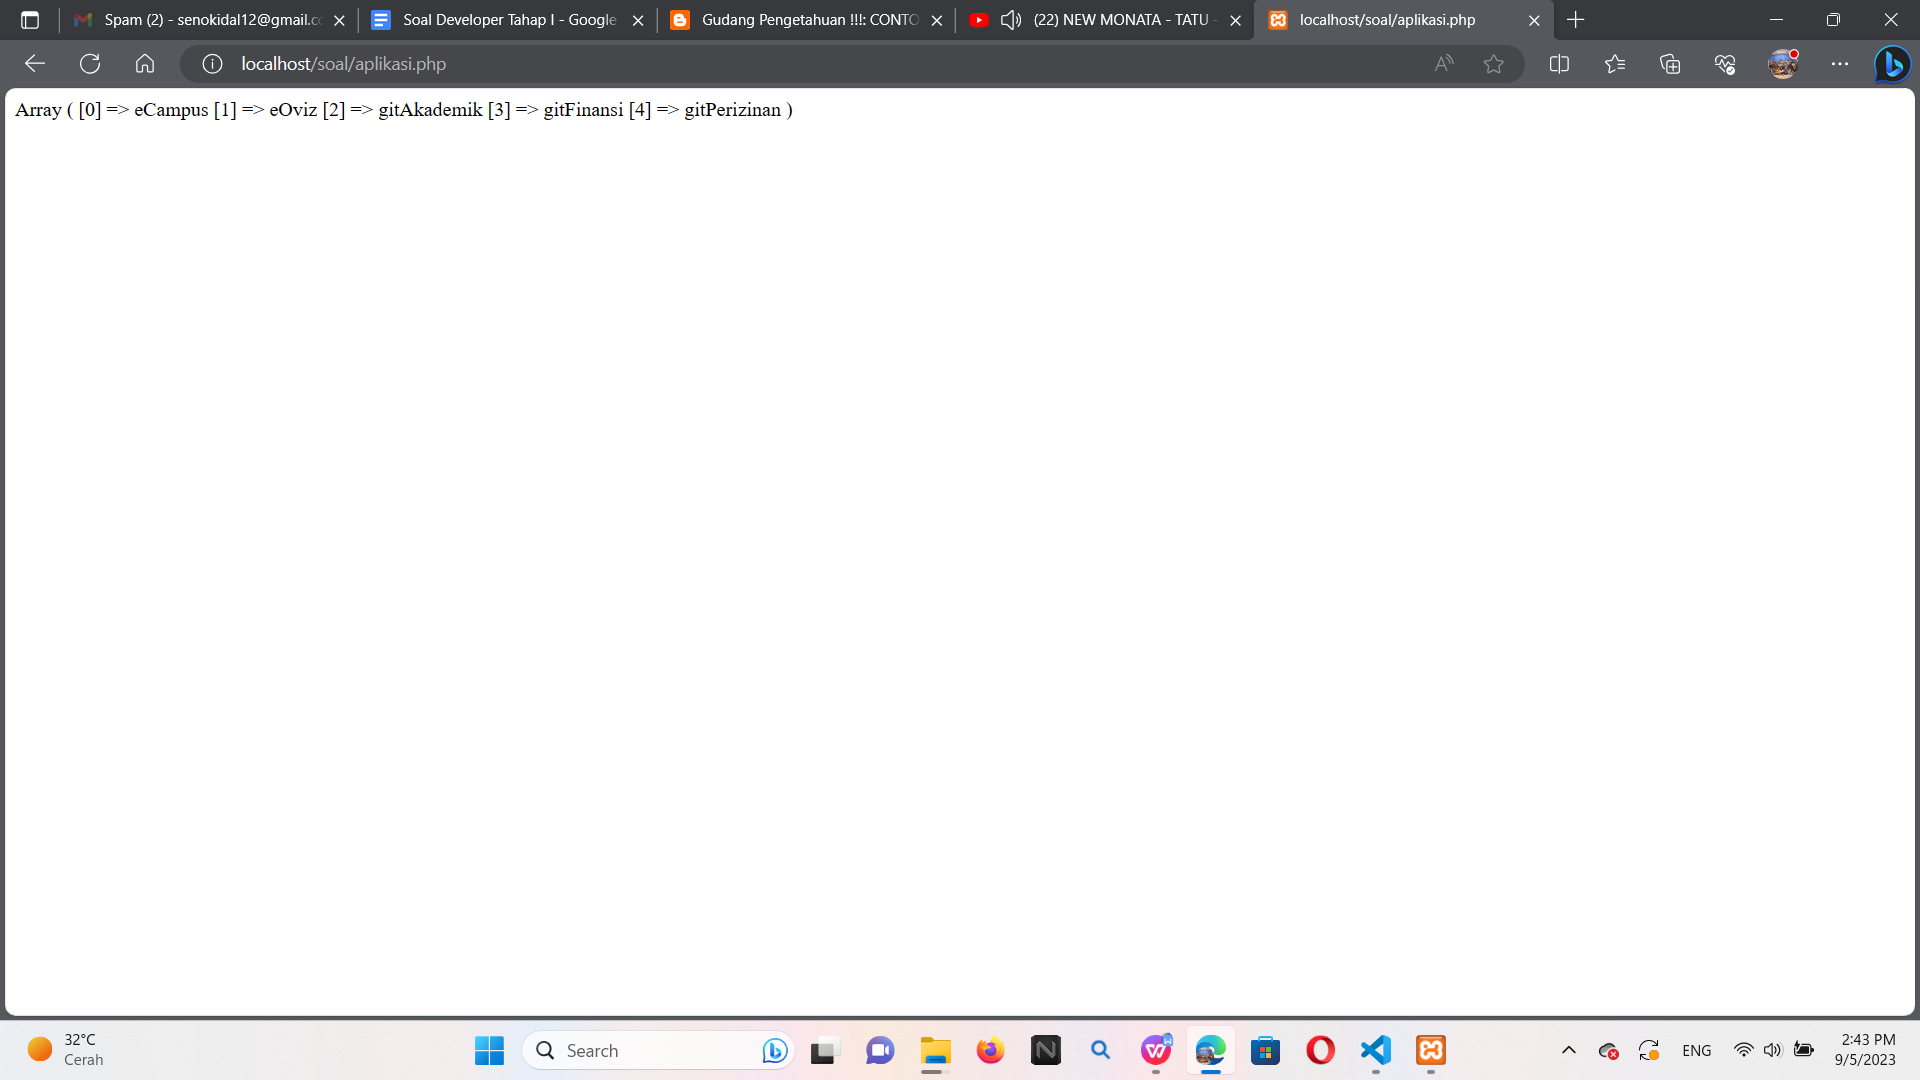 Spam (2) - senokidal12@gmail.cc
Soal Developer Tahap I - Google
Gudang Pengetahuan !!!: CONTO
(22) NEW MONATA - TATU -
localhost/soal/aplikasi.php
localhost/soal/aplikasi.php
Array ( [0] => eCampus [1] => eOviz [2] => gitAkademik [3] => gitFinansi [4] => gitPerizinan )
32°C
Cerah
Search
ENG
2:43 PM
9/5/2023